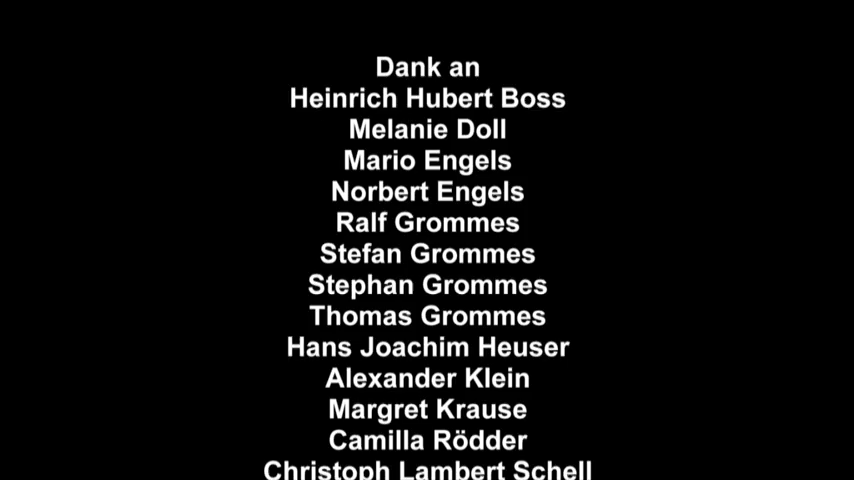 Dank an
Heinrich Hubert Boss
Melanie Doll
Mario Engels
Norbert Engels
Ralf Grommes
Stefan Grommes
Stephan Grommes
Thomas Grommes
Hans Joachim Heuser
Alexander Klein
Margret Krause
Camilla Rödder
Christoph Lambert Schell